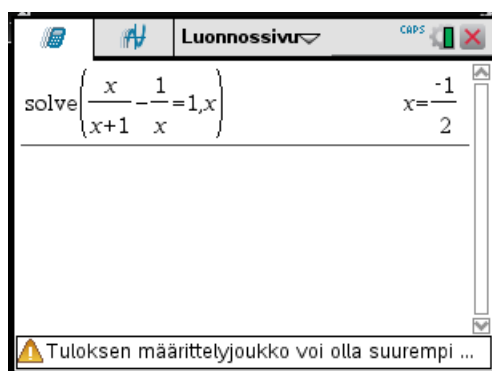 Luonnossivu CAPS
solve(x/(x+1)-1/x=1,x) x=-1/2
Tuloksen määrittelyjoukko voi olla suurempi ...